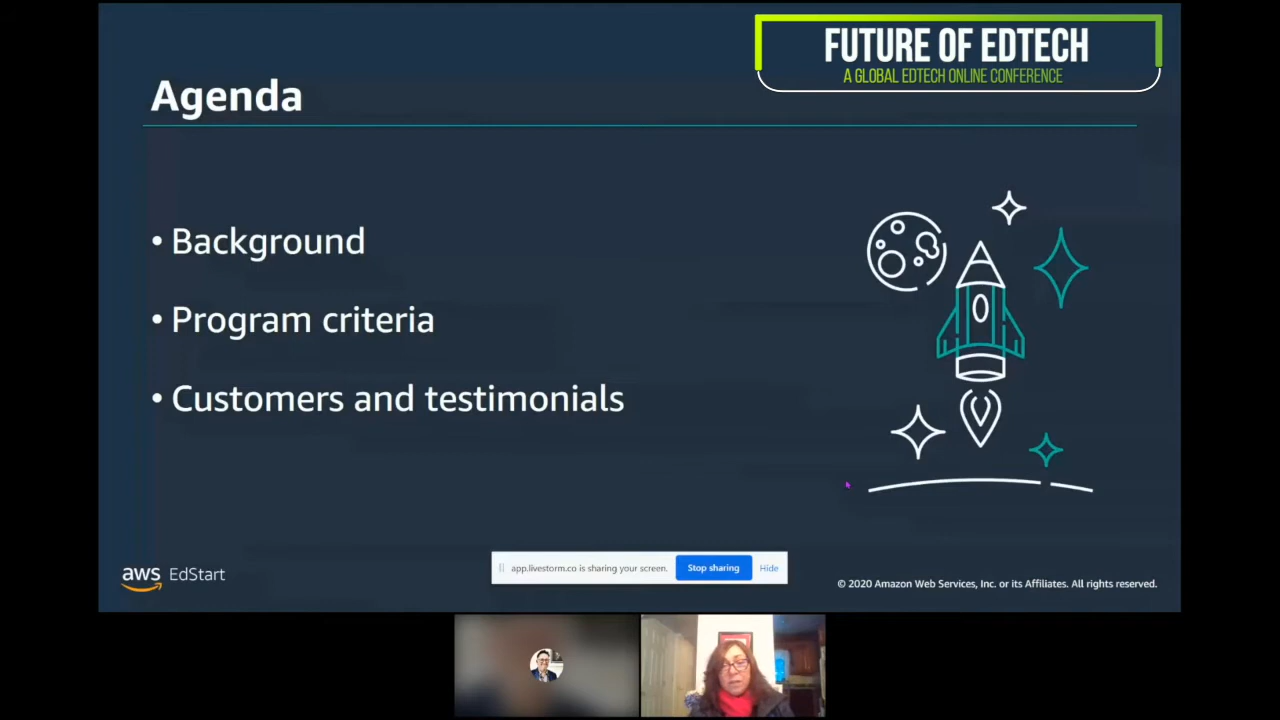 FUTURE OF EDTECH
A GLOBAL EDTECH ONLINE CONFERENCE
Agenda
• Background
• Program criteria
• Customers and testimonials
aws EdStart
app.livestorm.co is sharing your screen. Stop sharing Hide
© 2020 Amazon Web Services, Inc. or its Affiliates. All rights reserved.